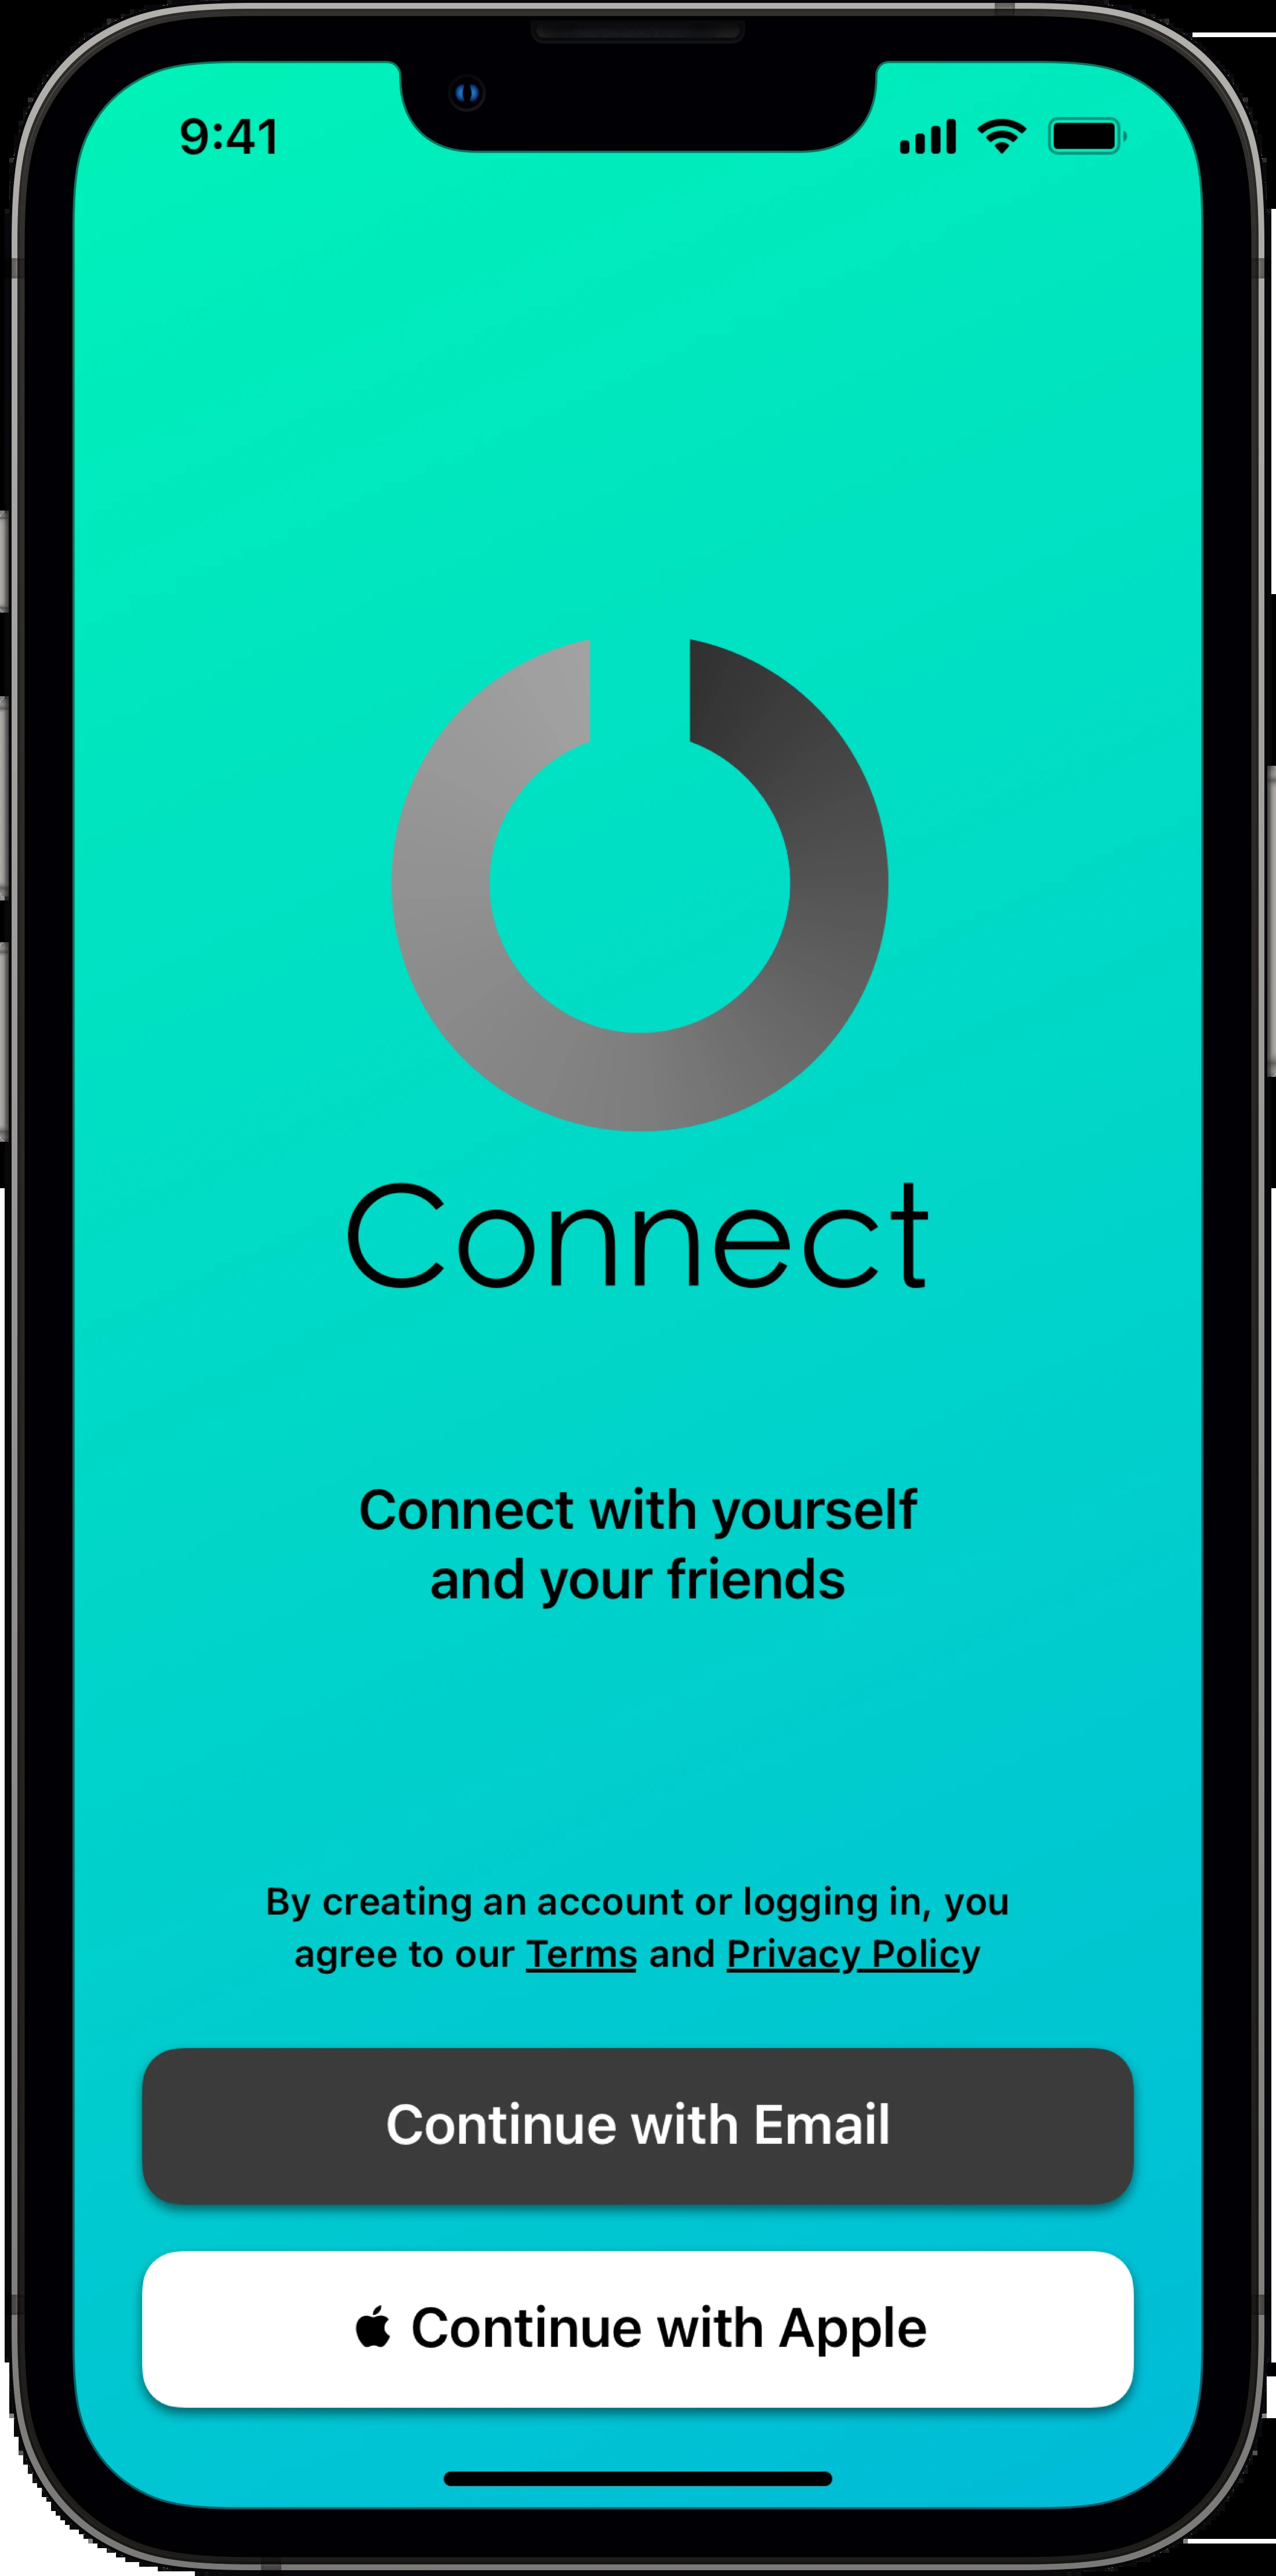 9:41
Connect
Connect with yourself
and your friends
By creating an account or logging in, you
agree to our Terms and Privacy Policy
Continue with Email
Continue with Apple